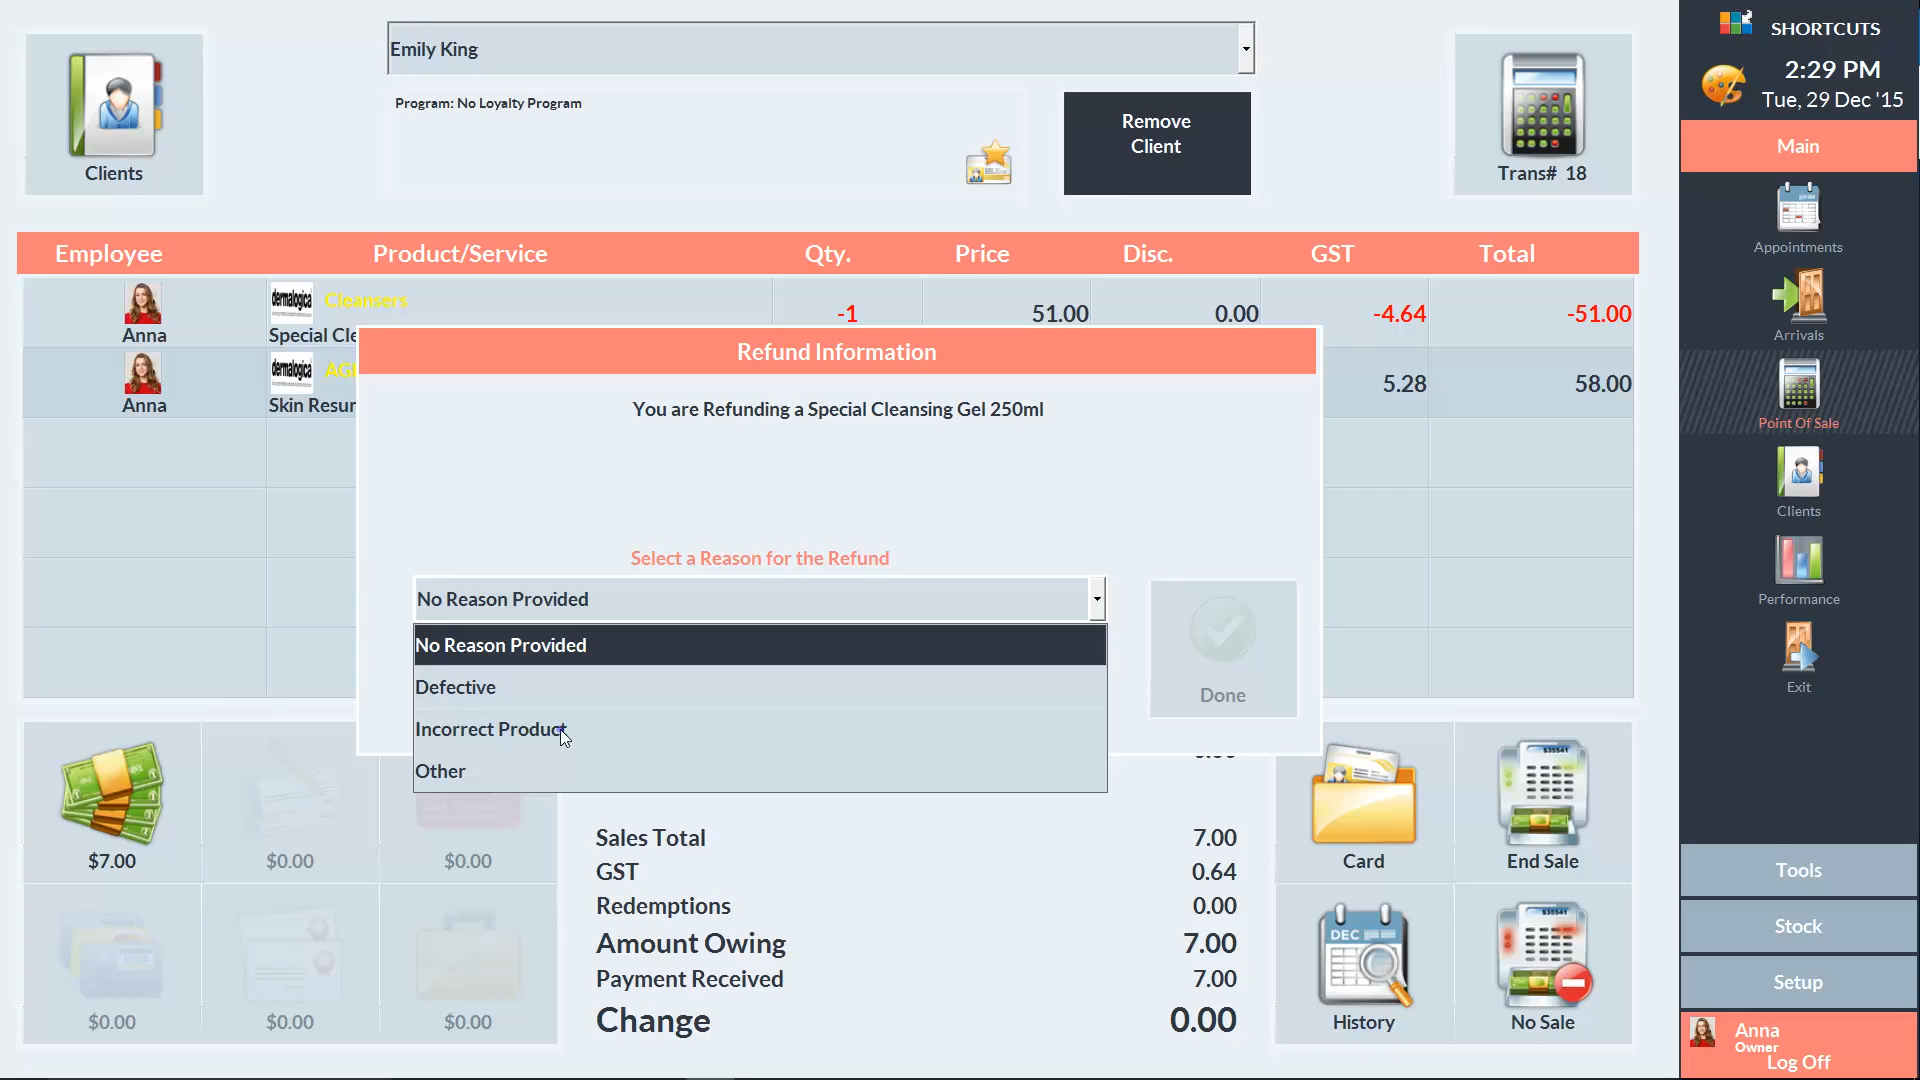 Emily King
Clients
Program: No Loyalty Program
Remove
Client
Trans# 18
Employee Product/Service Qty. Price Disc. GST Total
dermalogica Cleansers
Anna Special Cle -1 51.00 0.00 -4.64 -51.00
dermalogica
Anna Skin Resur 5.28 58.00
Refund Information
You are Refunding a Special Cleansing Gel 250ml
Select a Reason for the Refund
No Reason Provided
No Reason Provided
Defective
Incorrect Product
Other
Done
$7.00 $0.00 $0.00
$0.00 $0.00 $0.00
Sales Total 7.00
GST 0.64
Redemptions 0.00
Amount Owing 7.00
Payment Received 7.00
Change 0.00
Card
$35541
End Sale
DEC
History
$35541
No Sale
SHORTCUTS
2:29 PM
Tue, 29 Dec '15
Main
Appointments
Arrivals
Point Of Sale
Clients
Performance
Exit
Tools
Stock
Setup
Anna
Owner
Log Off